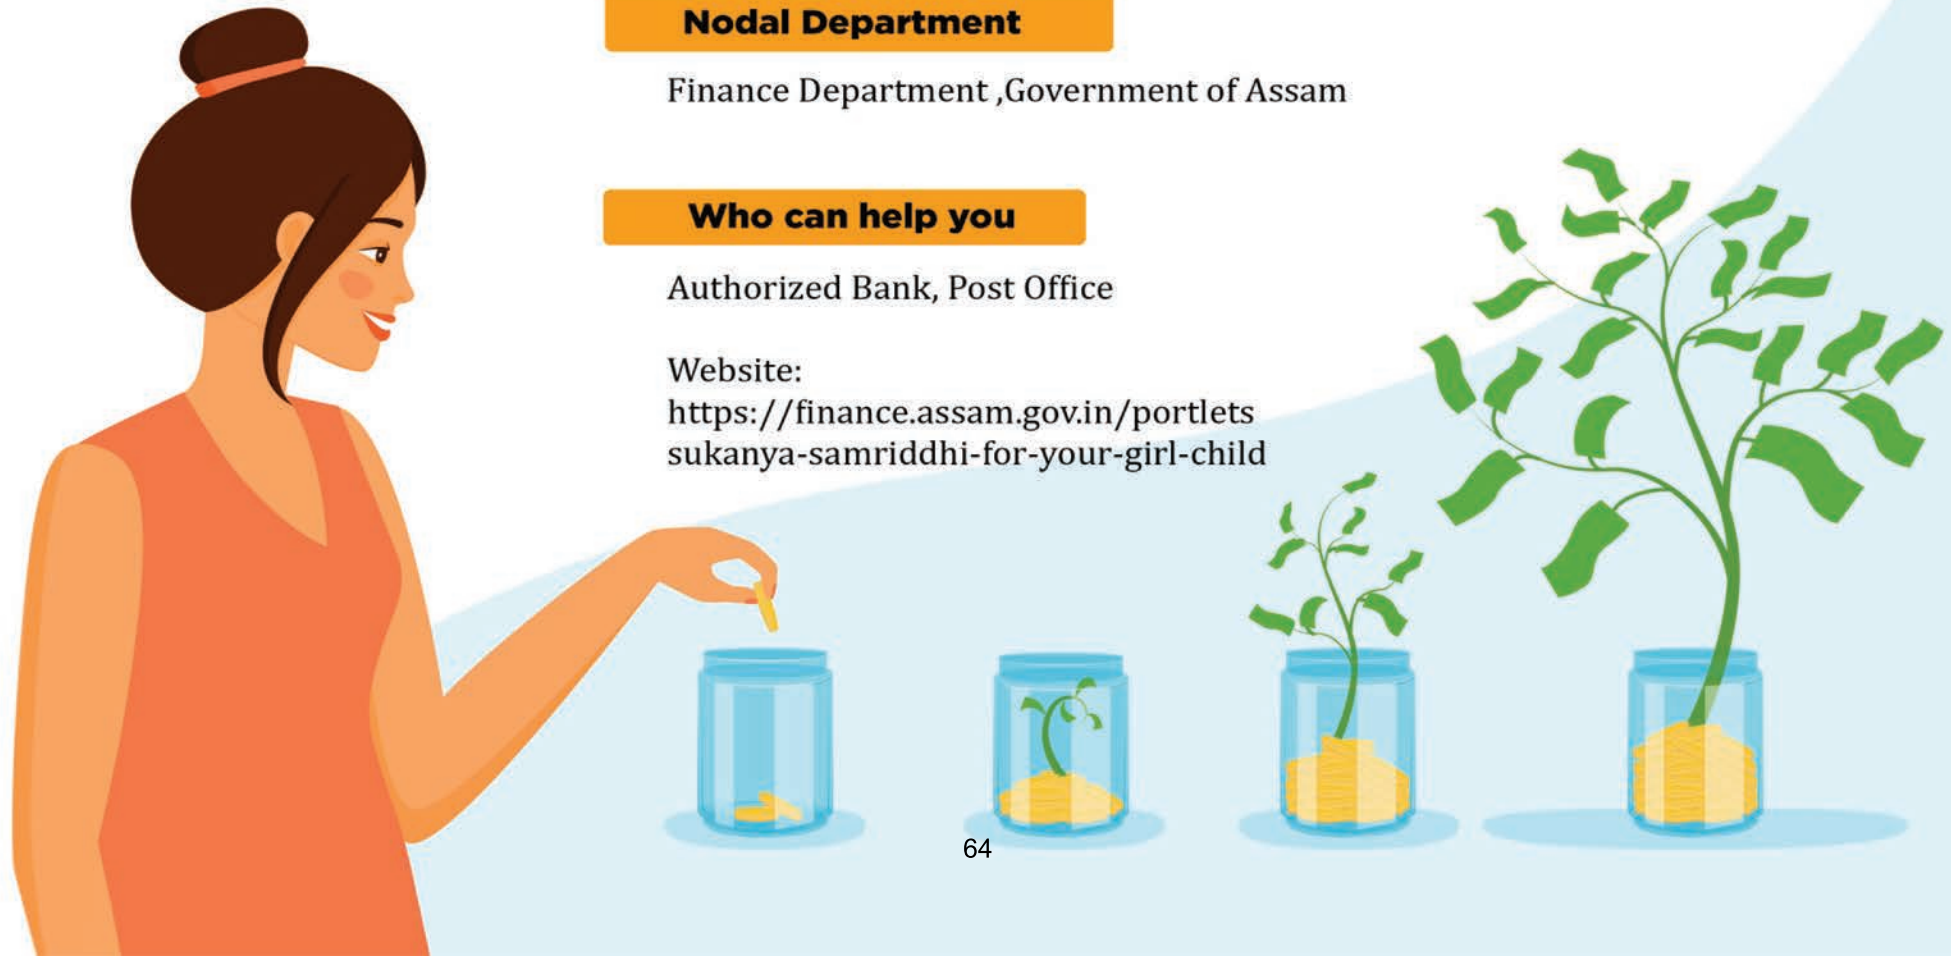 Nodal Department
Finance Department ,Government of Assam
Who can help you
Authorized Bank, Post Office
Website:
https://finance.assam.gov.in/portlets
sukanya-samriddhi-for-your-girl-child
64